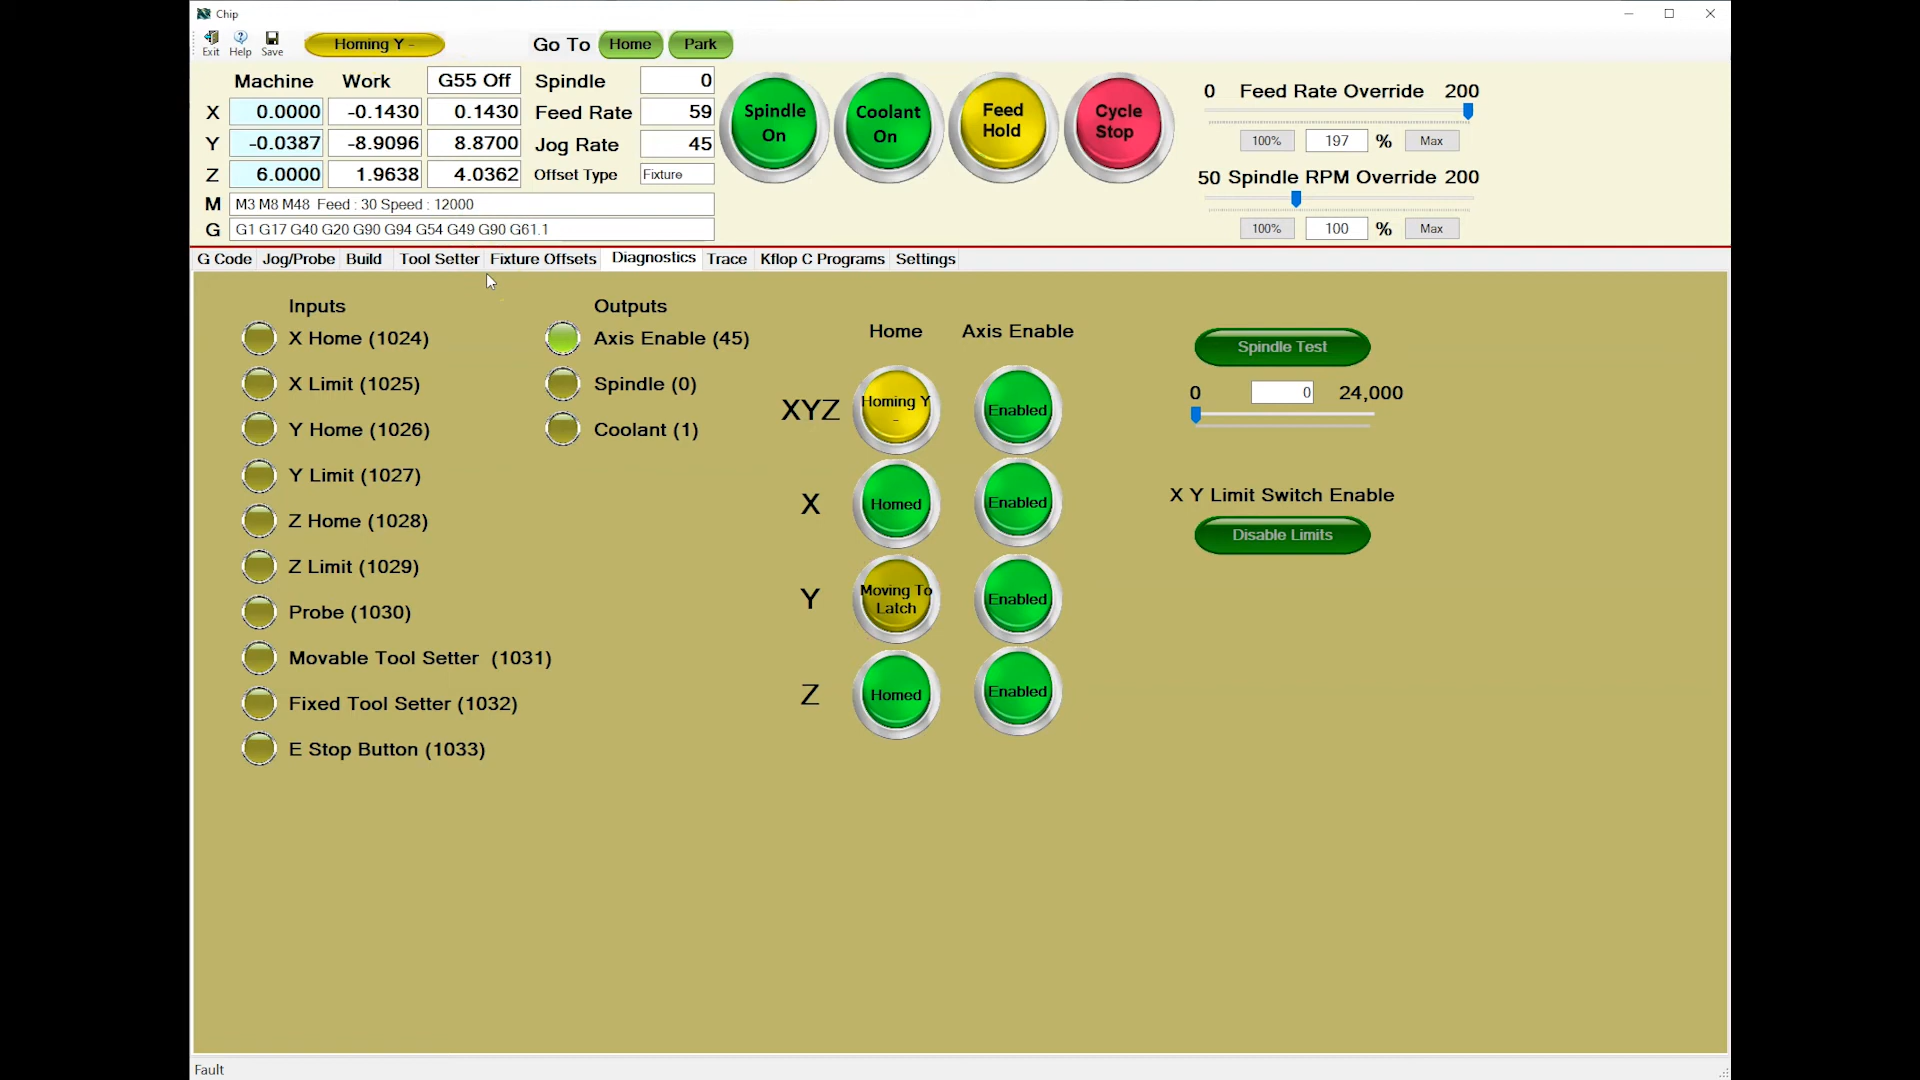 Chip
Exit Help Save Homing Y - Go To Home Park
Machine Work G55 Off Spindle 0
X 0.0000 -0.1430 0.1430 Feed Rate 59
Y -0.0387 -8.9096 8.8700 Jog Rate 45
Z 6.0000 1.9638 4.0362 Offset Type Fixture
M M3 M8 M48 Feed : 30 Speed : 12000
G G1 G17 G40 G20 G90 G94 G54 G49 G90 G61.1
Spindle On
Coolant On
Feed Hold
Cycle Stop
0 Feed Rate Override 200
100% 197 % Max
50 Spindle RPM Override 200
100% 100 % Max
G Code Jog/Probe Build Tool Setter Fixture Offsets Diagnostics Trace Kflop C Programs Settings
Inputs
X Home (1024)
X Limit (1025)
Y Home (1026)
Y Limit (1027)
Z Home (1028)
Z Limit (1029)
Probe (1030)
Movable Tool Setter (1031)
Fixed Tool Setter (1032)
E Stop Button (1033)
Outputs
Axis Enable (45)
Spindle (0)
Coolant (1)
Home Axis Enable
XYZ Homing Y - Enabled
X Homed Enabled
Y Moving To Latch Enabled
Z Homed Enabled
Spindle Test
0 0 24,000
X Y Limit Switch Enable
Disable Limits
Fault